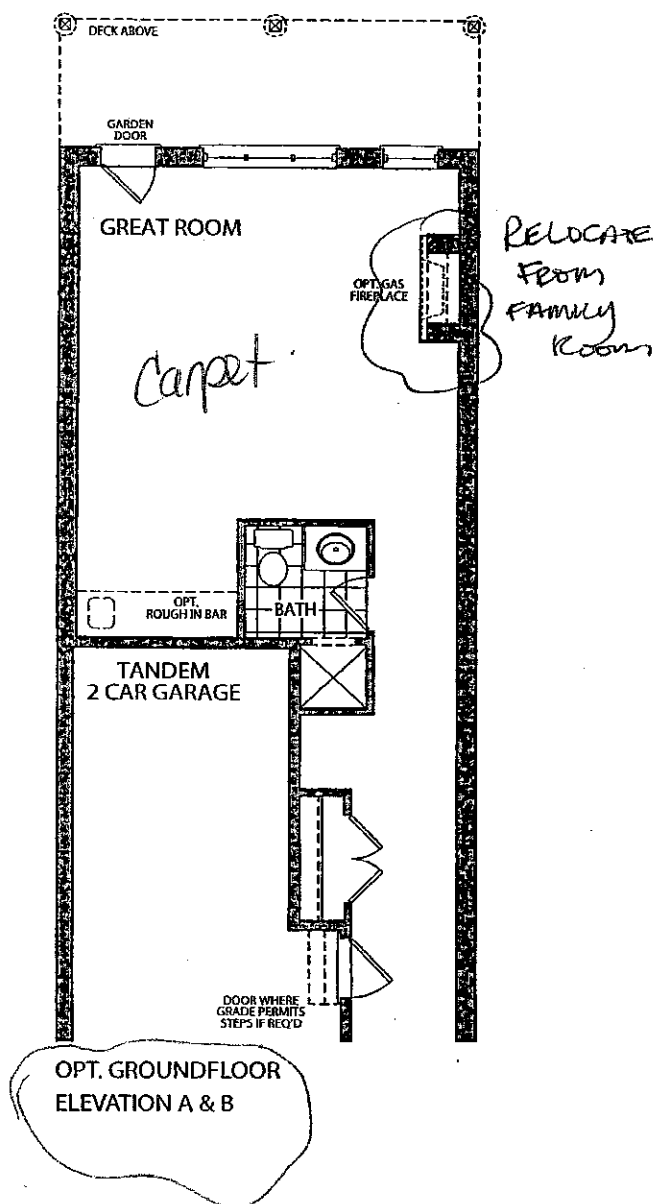 DECK ABOVE
GARDEN
DOOR
GREAT ROOM
OPT. GAS
FIREPLACE
RELOCATE
FROM
FAMILY
ROOM
Carpet
OPT.
ROUGH IN BAR
BATH
TANDEM
2 CAR GARAGE
DOOR WHERE
GRADE PERMITS
STEPS IF REQ'D
OPT. GROUNDFLOOR
ELEVATION A & B